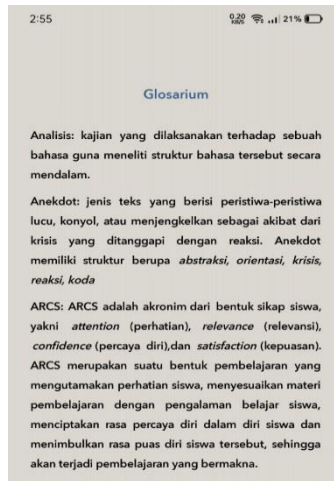 2:55
0.20 KB/S 21%
Glosarium
Analisis: kajian yang dilaksanakan terhadap sebuah
bahasa guna meneliti struktur bahasa tersebut secara
mendalam.
Anekdot: jenis teks yang berisi peristiwa-peristiwa
lucu, konyol, atau menjengkelkan sebagai akibat dari
krisis yang ditanggapi dengan reaksi. Anekdot
memiliki struktur berupa abstraksi, orientasi, krisis,
reaksi, koda
ARCS: ARCS adalah akronim dari bentuk sikap siswa,
yakni attention (perhatian), relevance (relevansi),
confidence (percaya diri),dan satisfaction (kepuasan).
ARCS merupakan suatu bentuk pembelajaran yang
mengutamakan perhatian siswa, menyesuaikan materi
pembelajaran dengan pengalaman belajar siswa,
menciptakan rasa percaya diri dalam diri siswa dan
menimbulkan rasa puas diri siswa tersebut, sehingga
akan terjadi pembelajaran yang bermakna.